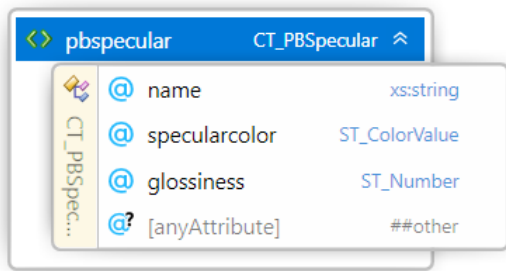 <> pbspecular CT_PBSpecular
CT_PBSpec...
@ name xs:string
@ specularcolor ST_ColorValue
@ glossiness ST_Number
@? [anyAttribute] ##other